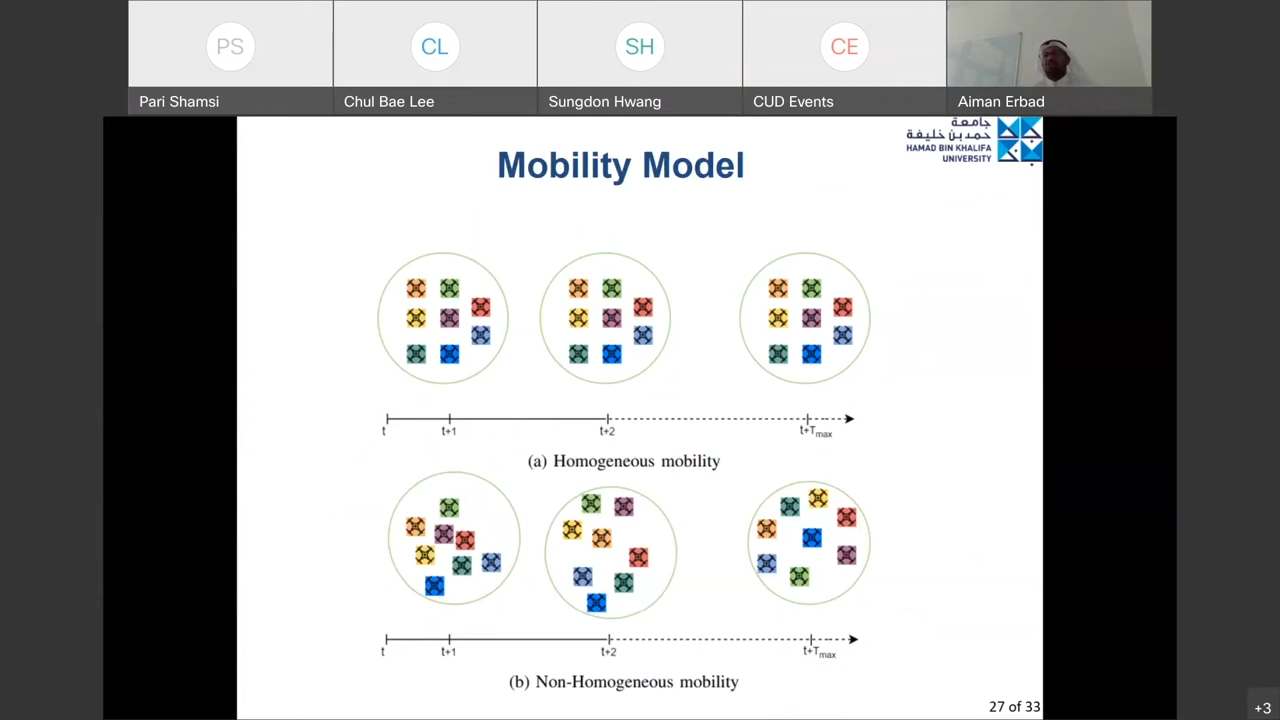 PS
CL
SH
CE
Pari Shamsi
Chul Bae Lee
Sungdon Hwang
CUD Events
Aiman Erbad
جامعة
حمد بن خليفة
HAMAD BIN KHALIFA
UNIVERSITY
Mobility Model
t
t+1
t+2
t+Tmax
(a) Homogeneous mobility
t
t+1
t+2
t+Tmax
(b) Non-Homogeneous mobility
27 of 33
+3